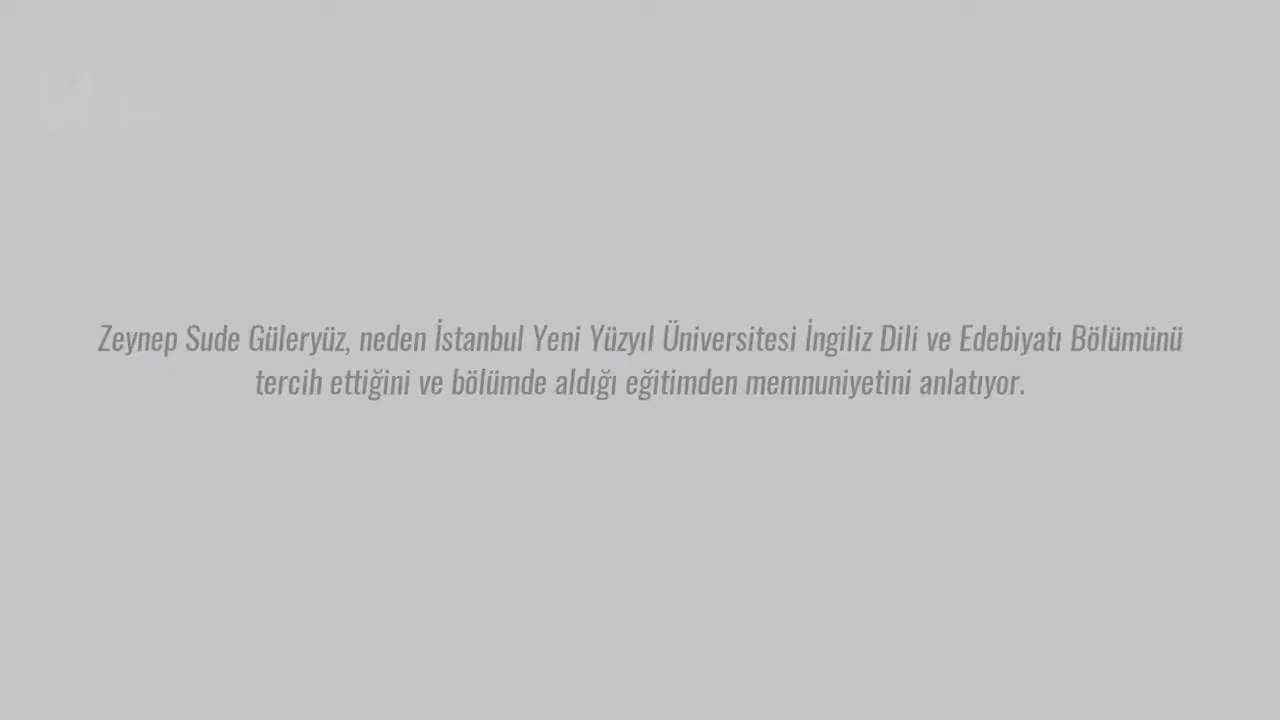 Zeynep Sude Güleryüz, neden İstanbul Yeni Yüzyıl Üniversitesi İngiliz Dili ve Edebiyatı Bölümünü
tercih ettiğini ve bölümde aldığı eğitimden memnuniyetini anlatıyor.